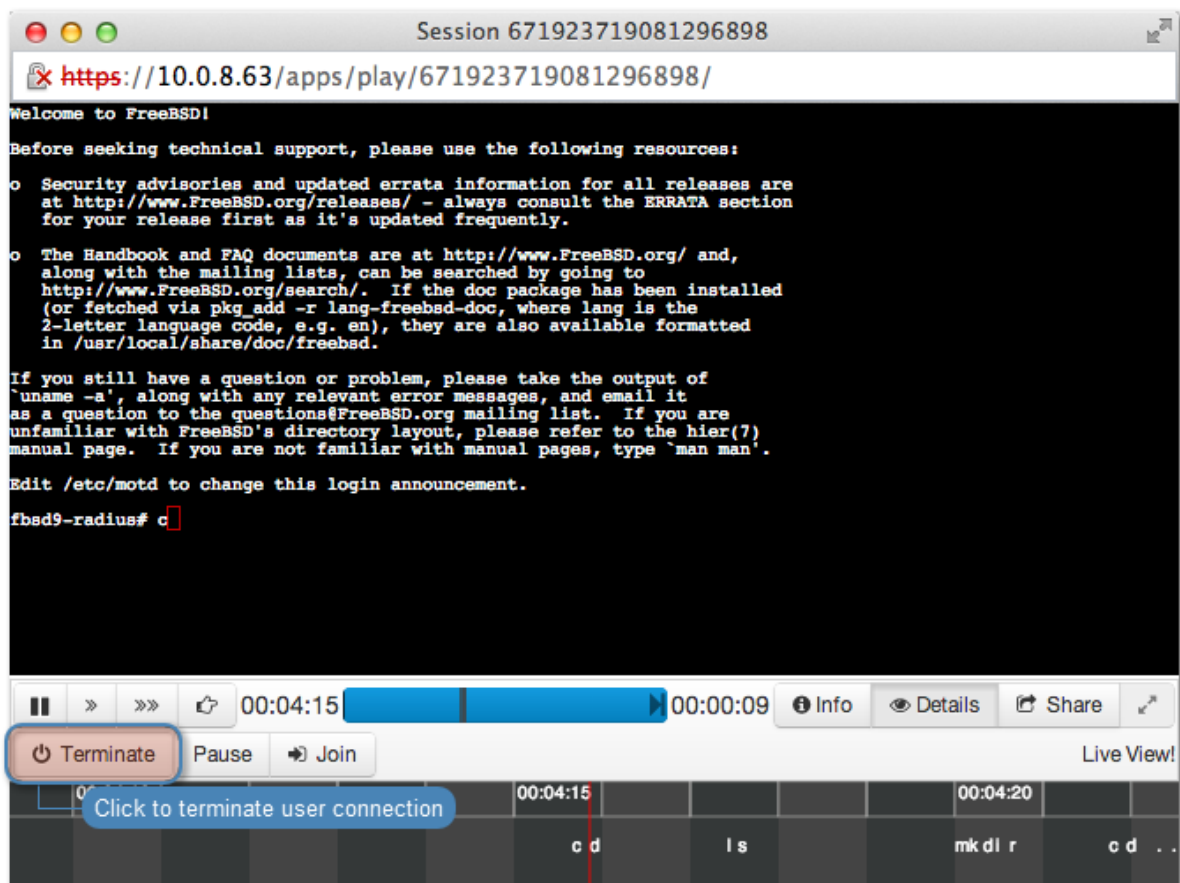 Session 671923719081296898
https://10.0.8.63/apps/play/671923719081296898/
Welcome to FreeBSD!
Before seeking technical support, please use the following resources:
o  Security advisories and updated errata information for all releases are
at http://www.FreeBSD.org/releases/ - always consult the ERRATA section
for your release first as it's updated frequently.
o  The Handbook and FAQ documents are at http://www.FreeBSD.org/ and,
along with the mailing lists, can be searched by going to
http://www.FreeBSD.org/search/.  If the doc package has been installed
(or fetched via pkg_add -r lang-freebsd-doc, where lang is the
2-letter language code, e.g. en), they are also available formatted
in /usr/local/share/doc/freebsd.
If you still have a question or problem, please take the output of
`uname -a', along with any relevant error messages, and email it
as a question to the questions@FreeBSD.org mailing list.  If you are
unfamiliar with FreeBSD's directory layout, please refer to the hier(7)
manual page.  If you are not familiar with manual pages, type `man man'.
Edit /etc/motd to change this login announcement.
fbsd9-radius# c
00:04:15 00:00:09 Info Details Share
Terminate Pause Join Live View!
00:04:15 00:04:20
Click to terminate user connection
cd ls mkdir cd ..